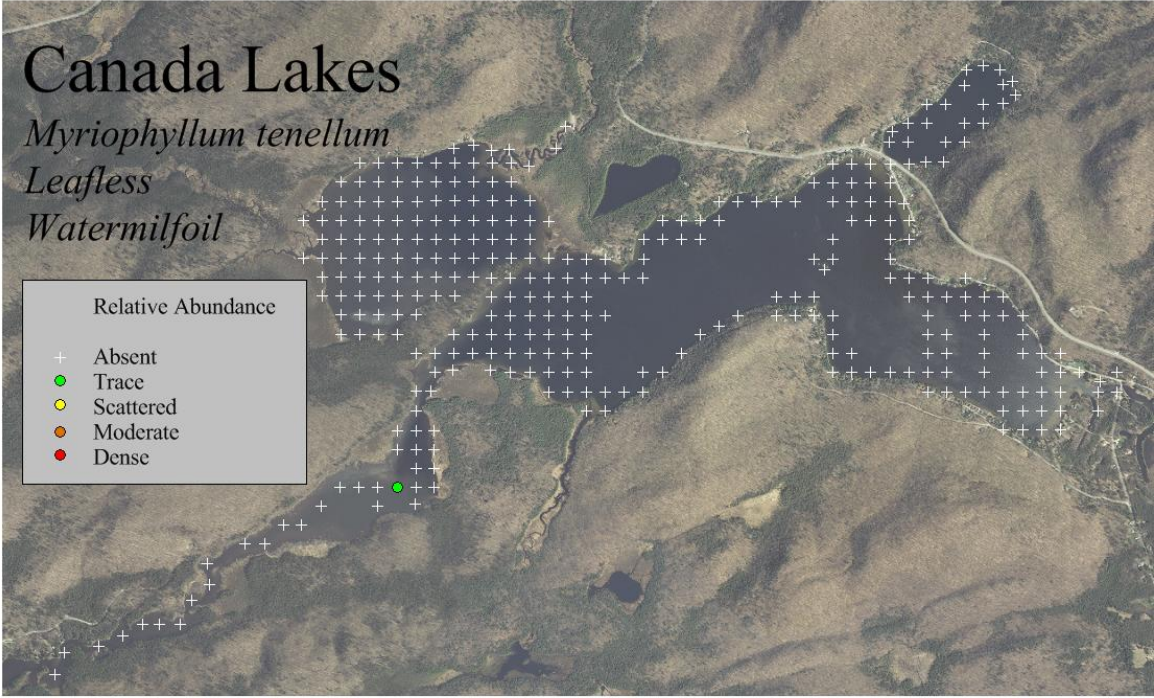 Canada Lakes
Myriophyllum tenellum
Leafless
Watermilfoil
Relative Abundance
Absent
Trace
Scattered
Moderate
Dense